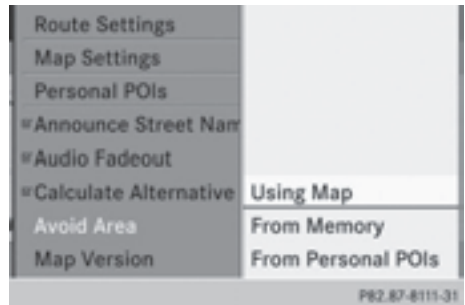 Route Settings
Map Settings
Personal POIs
Announce Street Nam
Audio Fadeout
Calculate Alternative
Using Map
Avoid Area
From Memory
Map Version
From Personal POIs
P82.87-8111-31